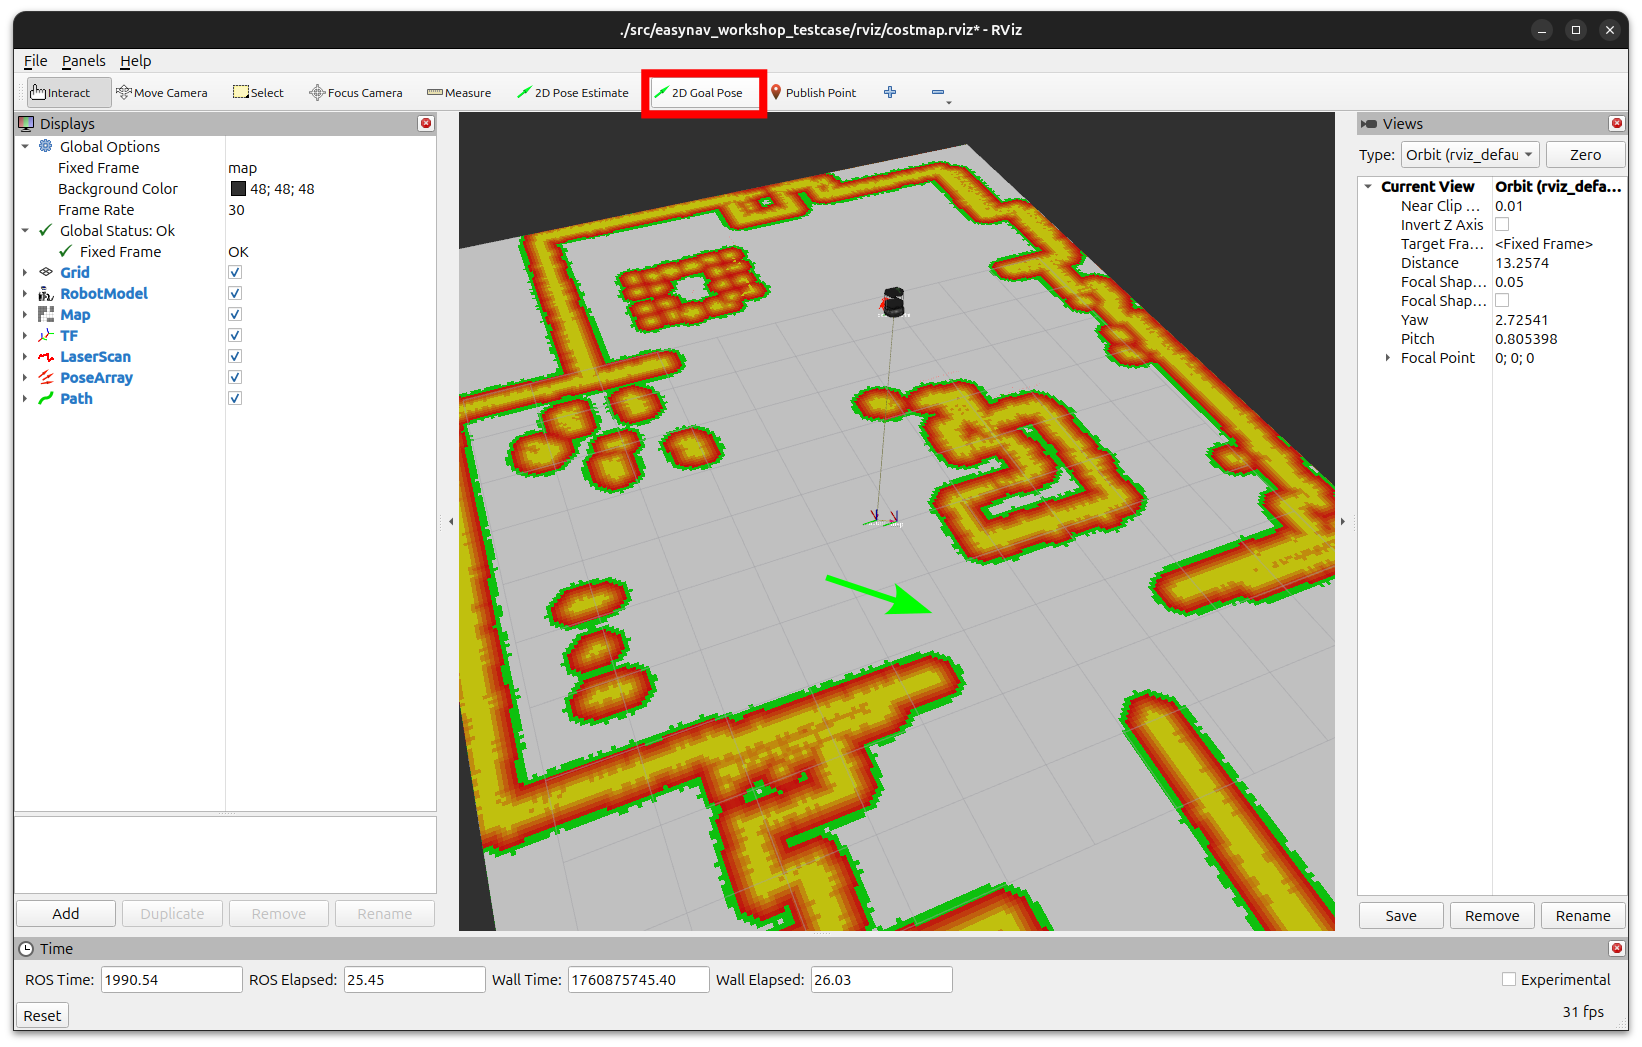 ./src/easynav_workshop_testcase/rviz/costmap.rviz* - RViz
File Panels Help
Interact Move Camera Select Focus Camera Measure 2D Pose Estimate 2D Goal Pose Publish Point
Displays
Global Options
Fixed Frame map
Background Color 48; 48; 48
Frame Rate 30
Global Status: Ok
Fixed Frame OK
Grid
RobotModel
Map
TF
LaserScan
PoseArray
Path
Add Duplicate Remove Rename
Views
Type: Orbit (rviz_defau Zero
Current View Orbit (rviz_defa...
Near Clip ... 0.01
Invert Z Axis
Target Fra... <Fixed Frame>
Distance 13.2574
Focal Shap... 0.05
Focal Shap...
Yaw 2.72541
Pitch 0.805398
Focal Point 0; 0; 0
Save Remove Rename
Time
ROS Time: 1990.54 ROS Elapsed: 25.45 Wall Time: 1760875745.40 Wall Elapsed: 26.03 Experimental
Reset 31 fps